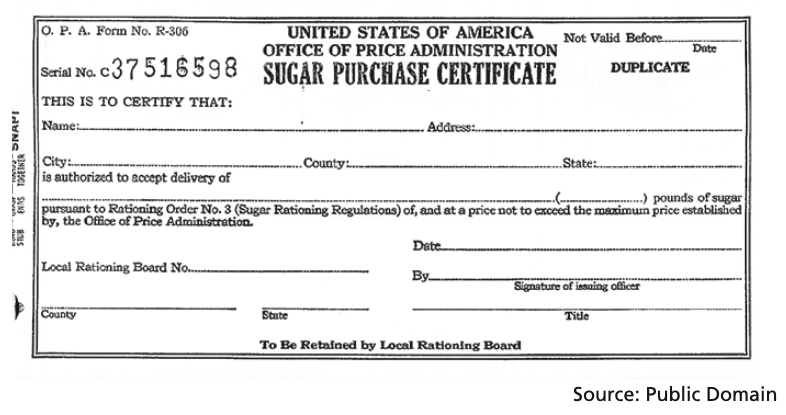 O. P. A. Form No. R-306
UNITED STATES OF AMERICA
OFFICE OF PRICE ADMINISTRATION
SUGAR PURCHASE CERTIFICATE
Not Valid Before
Date
DUPLICATE
Serial No. C37516598
THIS IS TO CERTIFY THAT:
Name: Address:
City: County: State:
is authorized to accept delivery of
( ) pounds of sugar
pursuant to Rationing Order No. 3 (Sugar Rationing Regulations) of, and at a price not to exceed the maximum price established
by, the Office of Price Administration.
Date
Local Rationing Board No.
By
Signature of issuing officer
County State Title
To Be Retained by Local Rationing Board
SNAP!
TOGETHER
STUB ENDS
Source: Public Domain